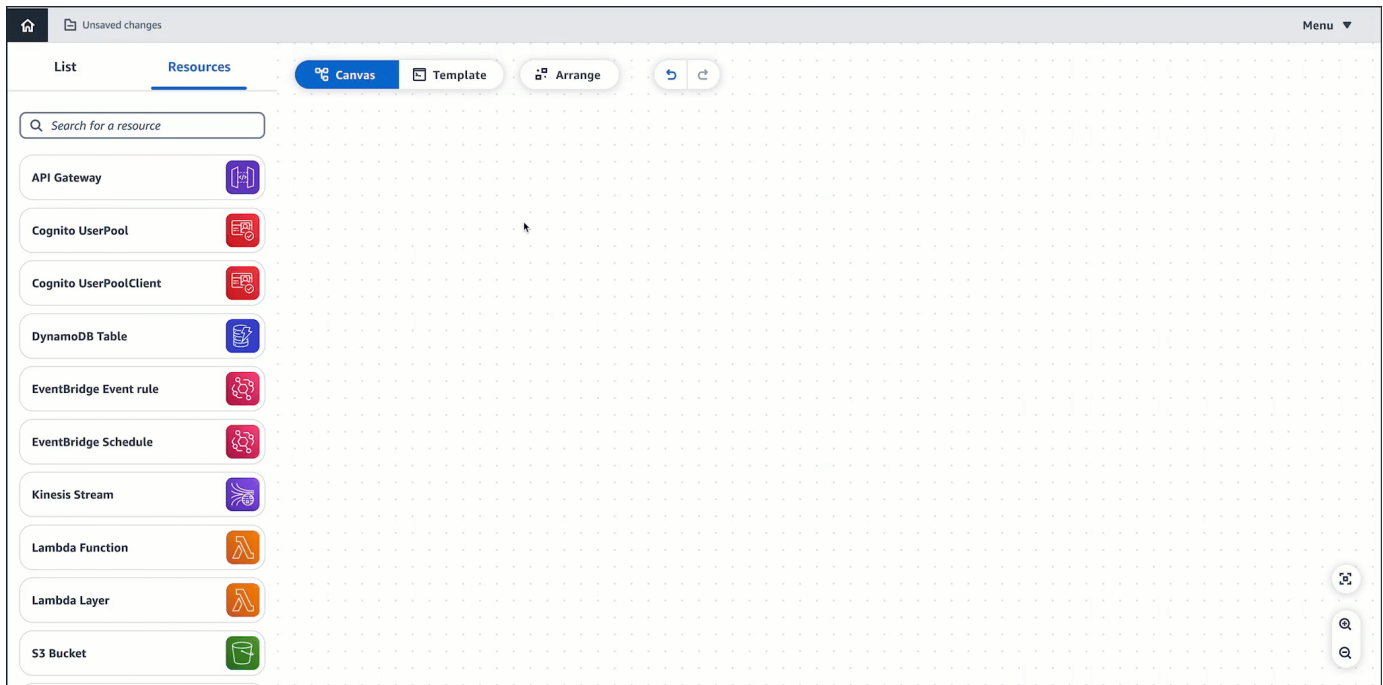 Unsaved changes
Menu
List
Resources
Canvas
Template
Arrange
Search for a resource
API Gateway
Cognito UserPool
Cognito UserPoolClient
DynamoDB Table
EventBridge Event rule
EventBridge Schedule
Kinesis Stream
Lambda Function
Lambda Layer
S3 Bucket